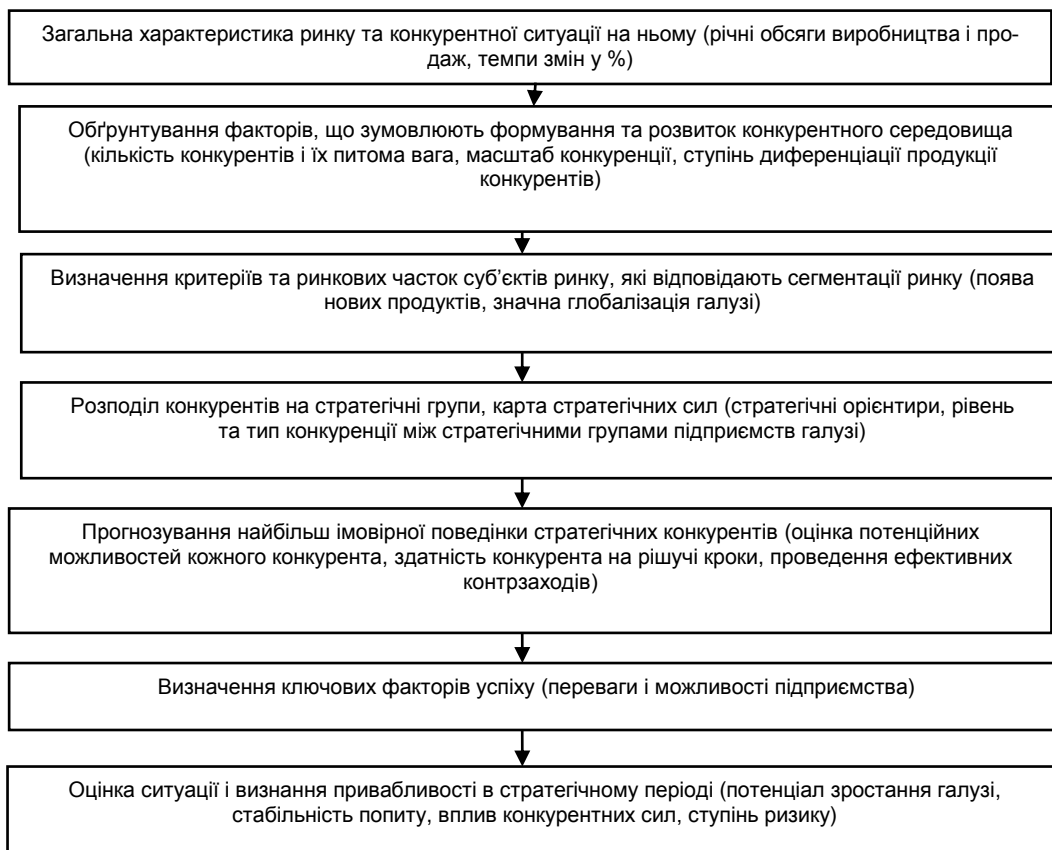 Загальна характеристика ринку та конкурентної ситуації на ньому (річні обсяги виробництва і про-
даж, темпи змін у %)
Обґрунтування факторів, що зумовлюють формування та розвиток конкурентного середовища
(кількість конкурентів і їх питома вага, масштаб конкуренції, ступінь диференціації продукції
конкурентів)
Визначення критеріїв та ринкових часток суб’єктів ринку, які відповідають сегментації ринку (поява
нових продуктів, значна глобалізація галузі)
Розподіл конкурентів на стратегічні групи, карта стратегічних сил (стратегічні орієнтири, рівень
та тип конкуренції між стратегічними групами підприємств галузі)
Прогнозування найбільш імовірної поведінки стратегічних конкурентів (оцінка потенційних
можливостей кожного конкурента, здатність конкурента на рішучі кроки, проведення ефективних
контрзаходів)
Визначення ключових факторів успіху (переваги і можливості підприємства)
Оцінка ситуації і визнання привабливості в стратегічному періоді (потенціал зростання галузі,
стабільність попиту, вплив конкурентних сил, ступінь ризику)